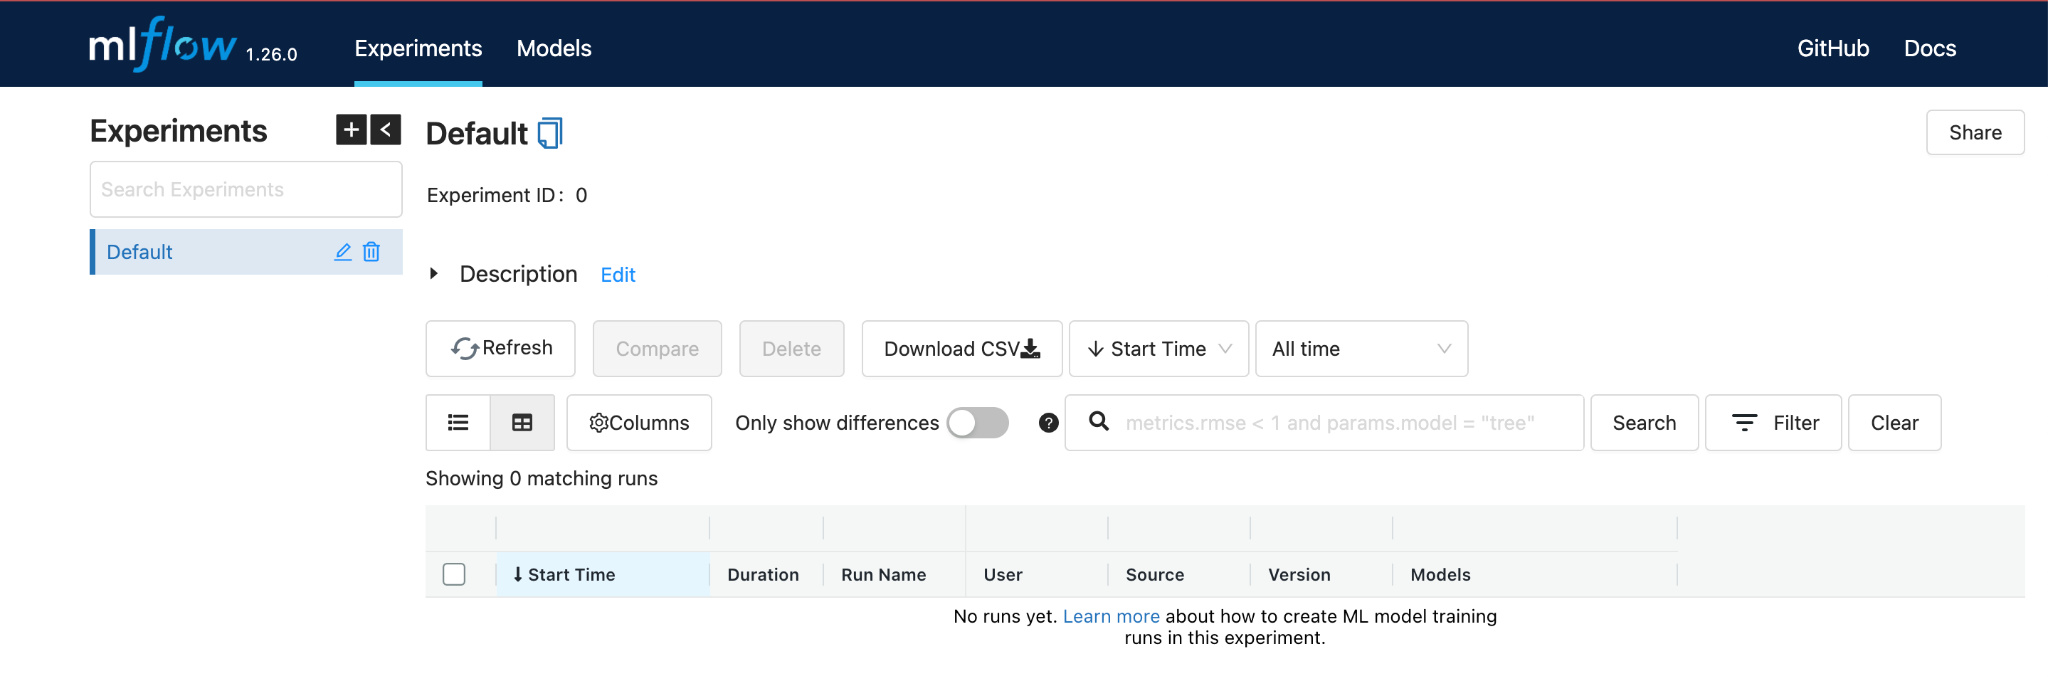 mlflow 1.26.0 Experiments Models GitHub Docs
Experiments
Search Experiments
Default
Default
Share
Experiment ID: 0
Description Edit
Refresh Compare Delete Download CSV Start Time All time
Columns Only show differences ? metrics.rmse < 1 and params.model = "tree" Search Filter Clear
Showing 0 matching runs
Start Time Duration Run Name User Source Version Models
No runs yet. Learn more about how to create ML model training
runs in this experiment.